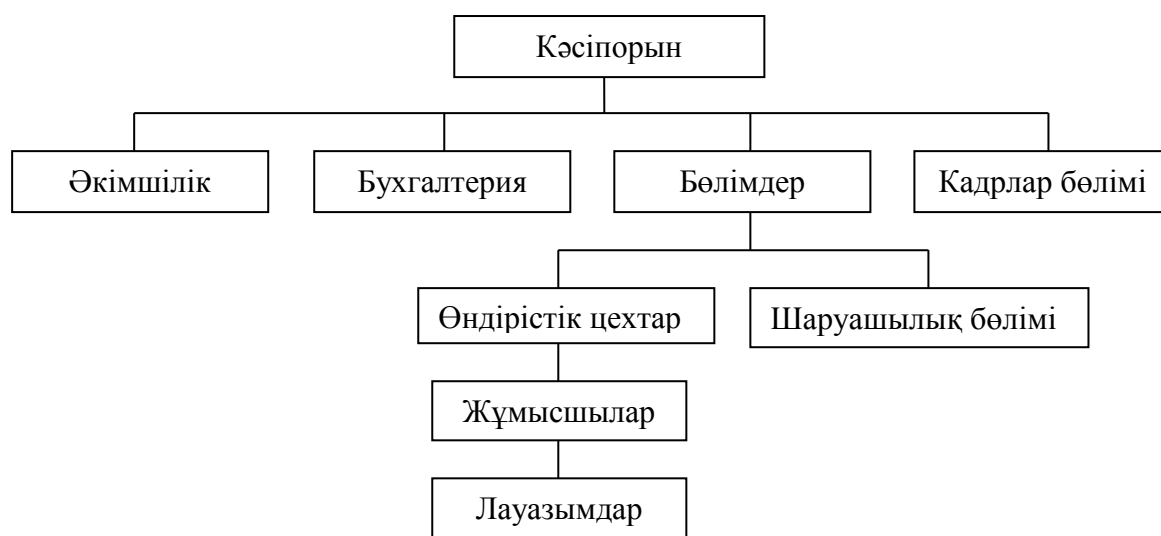 Кәсіпорын
Әкімшілік
Бухгалтерия
Бөлімдер
Кадрлар бөлімі
Өндірістік цехтар
Шаруашылық бөлімі
Жұмысшылар
Лауазымдар